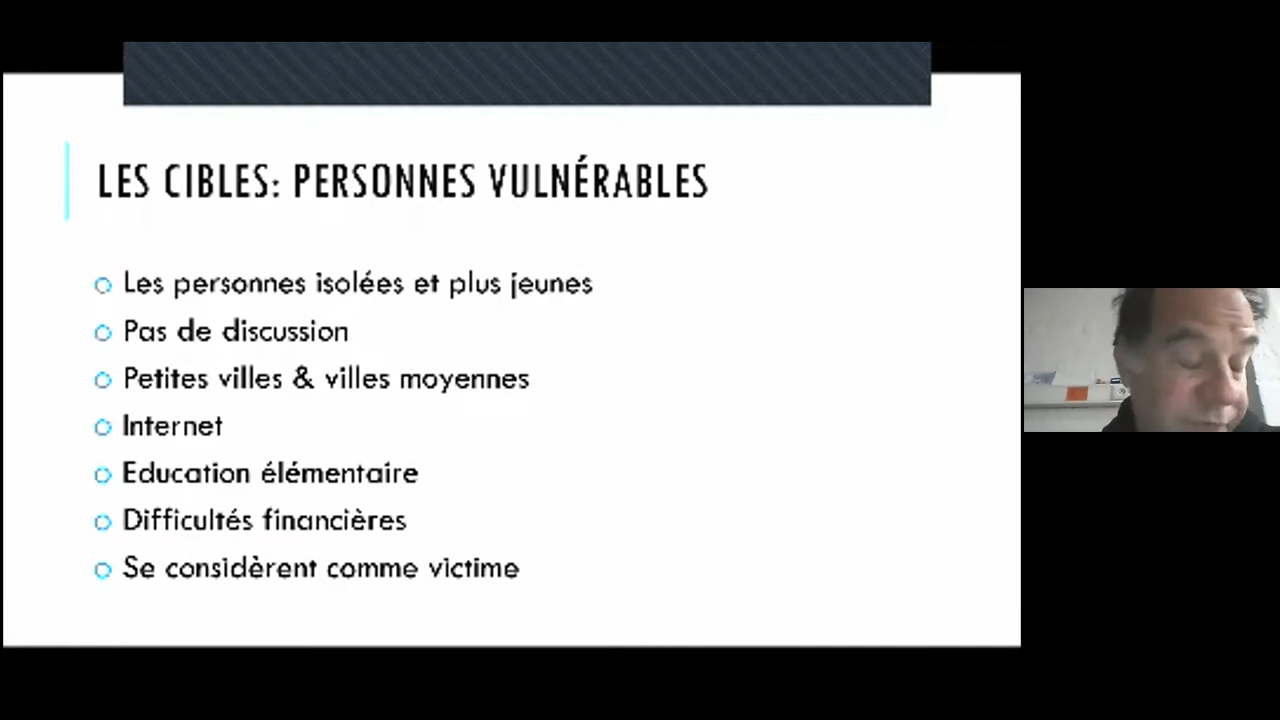 LES CIBLES: PERSONNES VULNÉRABLES
Les personnes isolées et plus jeunes
Pas de discussion
Petites villes & villes moyennes
Internet
Education élémentaire
Difficultés financières
Se considèrent comme victime